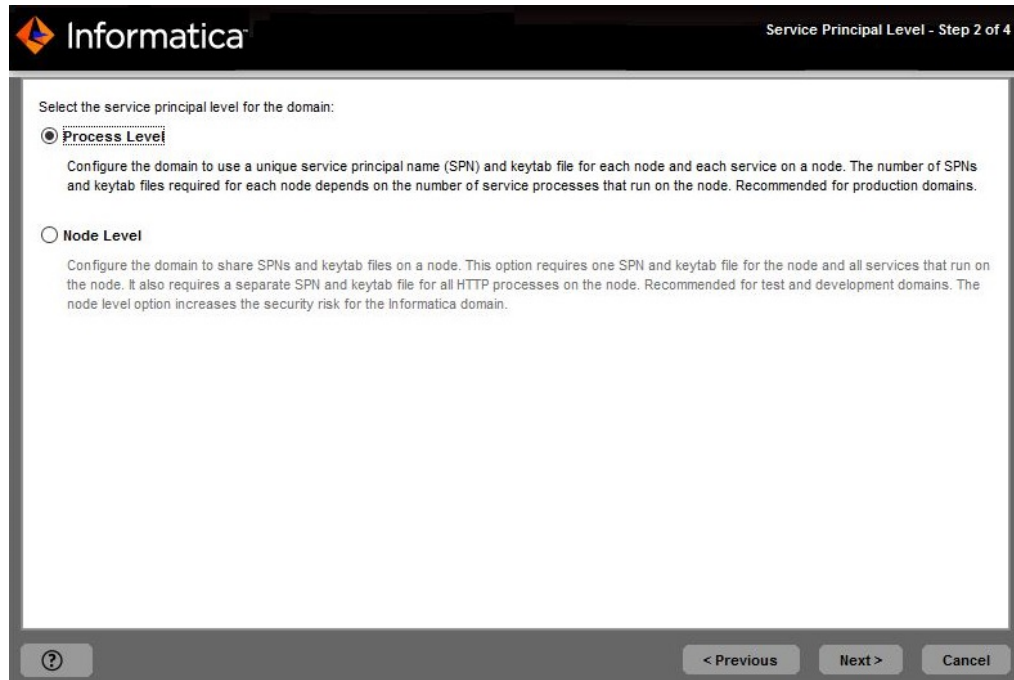 Informatica
Service Principal Level - Step 2 of 4
Select the service principal level for the domain:
Process Level
Configure the domain to use a unique service principal name (SPN) and keytab file for each node and each service on a node. The number of SPNs
and keytab files required for each node depends on the number of service processes that run on the node. Recommended for production domains.
Node Level
Configure the domain to share SPNs and keytab files on a node. This option requires one SPN and keytab file for the node and all services that run on
the node. It also requires a separate SPN and keytab file for all HTTP processes on the node. Recommended for test and development domains. The
node level option increases the security risk for the Informatica domain.
?
< Previous
Next >
Cancel